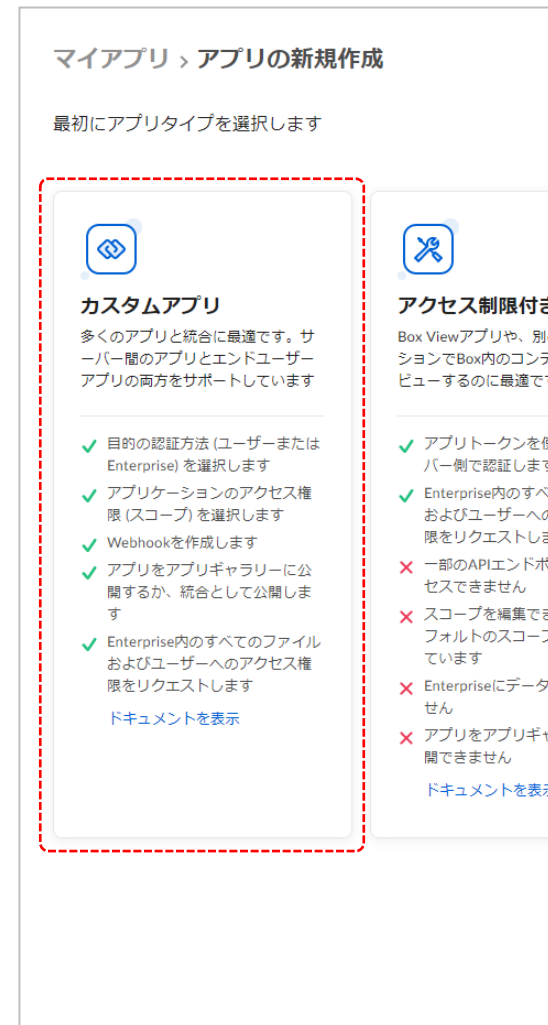 マイアプリ › アプリの新規作成
最初にアプリタイプを選択します
カスタムアプリ
多くのアプリと統合に最適です。サ
ーバー間のアプリとエンドユーザー
アプリの両方をサポートしています
目的の認証方法 (ユーザーまたは
Enterprise) を選択します
アプリケーションのアクセス権
限 (スコープ) を選択します
Webhookを作成します
アプリをアプリギャラリーに公
開するか、統合として公開しま
す
Enterprise内のすべてのファイル
およびユーザーへのアクセス権
限をリクエストします
ドキュメントを表示
アクセス制限付
Box Viewアプリや、別
ションでBox内のコンテ
ビューするのに最適で
アプリトークンを
バー側で認証します
Enterprise内のすべ
およびユーザーへの
限をリクエストしま
一部のAPIエンドポ
セスできません
スコープを編集でき
フォルトのスコープ
ています
Enterpriseにデータ
せん
アプリをアプリギャ
開できません
ドキュメントを表